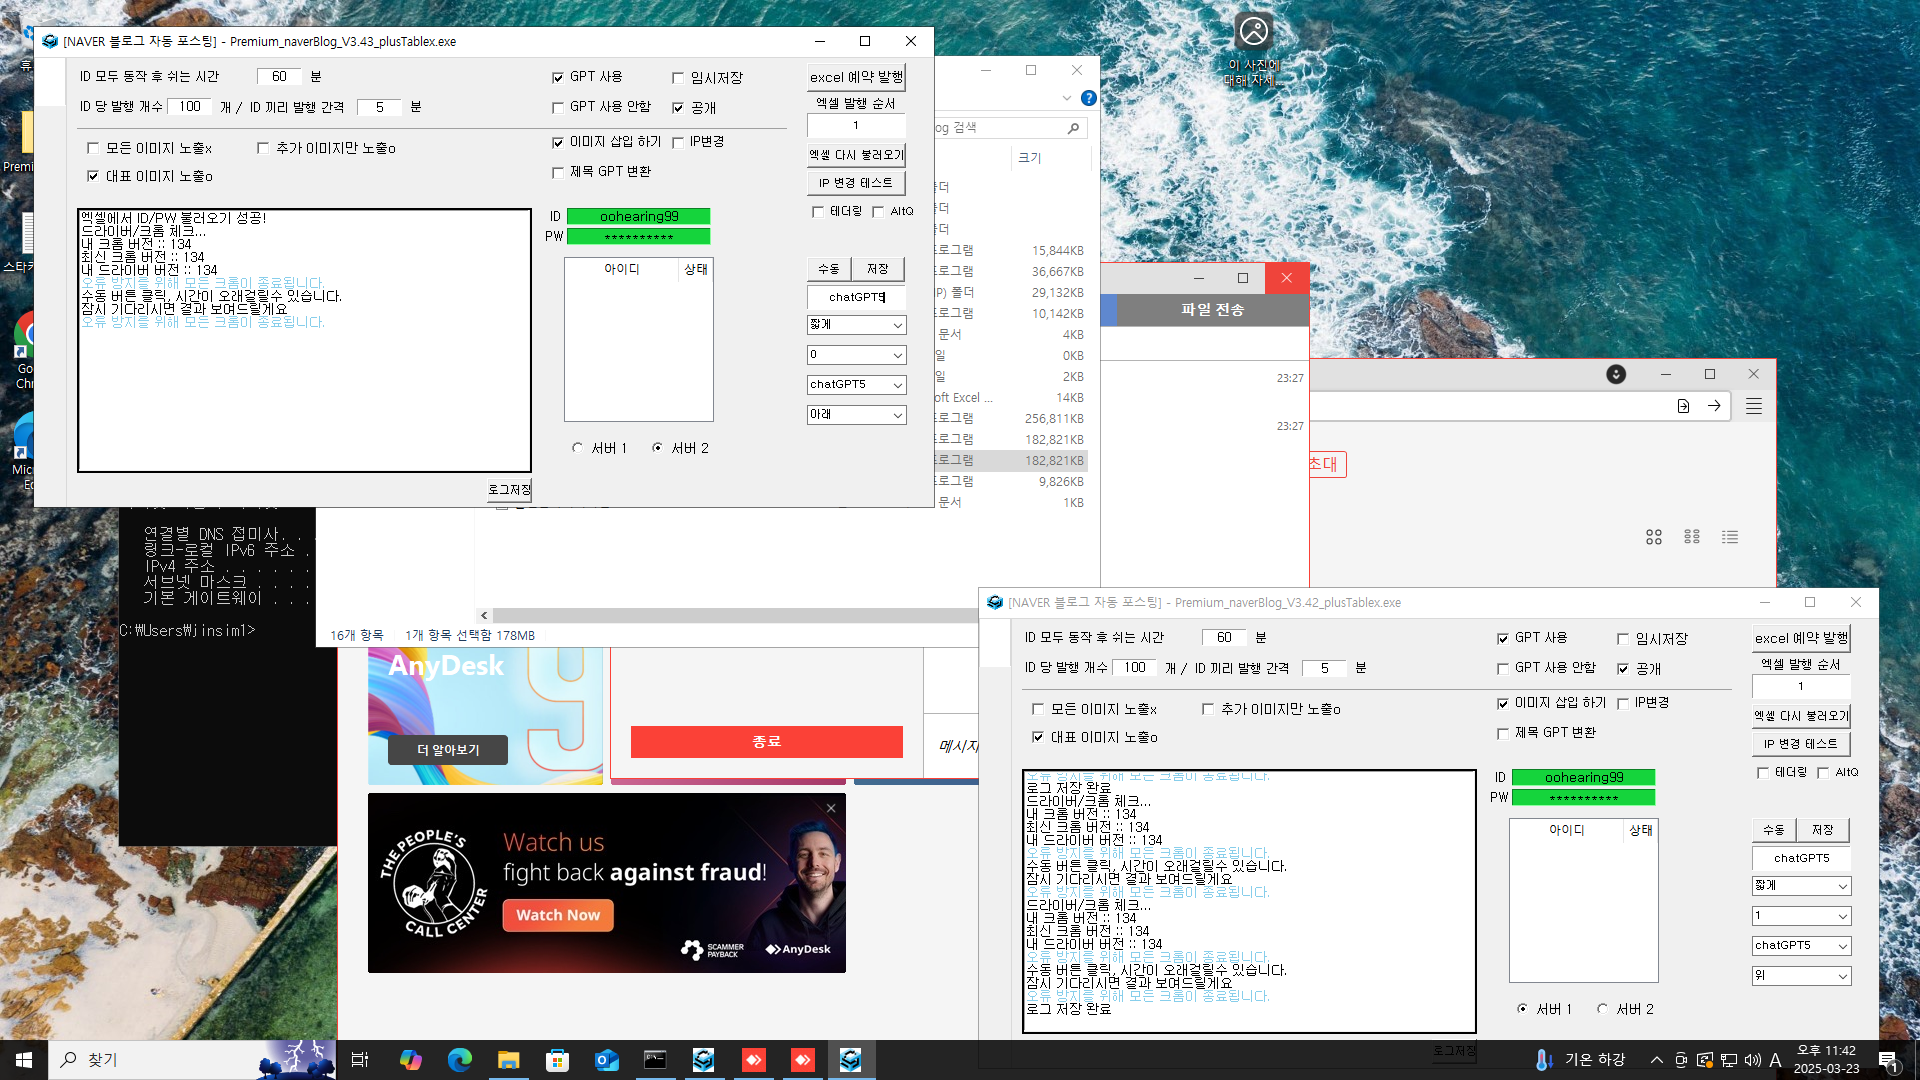 [NAVER 블로그 자동 포스팅] - Premium_naverBlog_V3.43_plusTablex.exe
ID 모두 동작 후 쉬는 시간 60 분
ID 당 발행 개수 100 개 / ID 끼리 발행 간격 5 분
모든 이미지 노출x
추가 이미지만 노출o
대표 이미지 노출o
GPT 사용
임시저장
GPT 사용 안함
공개
이미지 삽입 하기
IP변경
제목 GPT 변환
excel 예약 발행
엑셀 발행 순서
1
엑셀 다시 불러오기
IP 변경 테스트
테더링
AltQ
엑셀에서 ID/PW 불러오기 성공!
드라이버/크롬 체크...
내 크롬 버전 :: 134
최신 크롬 버전 :: 134
내 드라이버 버전 :: 134
오류 방지를 위해 모든 크롬이 종료됩니다.
수동 버튼 클릭, 시간이 오래걸릴수 있습니다.
잠시 기다리시면 결과 보여드릴게요
오류 방지를 위해 모든 크롬이 종료됩니다.
ID oohearing99
PW **********
아이디 상태
수동 저장
chatGPT5
짧게
0
chatGPT5
아래
서버 1
서버 2
로그저장
이 사진에
대해 자세...
휴
Premi
스타
Go
Chr
Micr
Ed
og 검색
크기
폴더
폴더
폴더
프로그램 15,844KB
프로그램 36,667KB
IP) 폴더 29,132KB
프로그램 10,142KB
문서 4KB
일 0KB
일 2KB
soft Excel ... 14KB
프로그램 256,811KB
프로그램 182,821KB
프로그램 182,821KB
프로그램 9,826KB
문서 1KB
16개 항목 1개 항목 선택함 178MB
파일 전송
23:27
23:27
초대
연결별 DNS 접미사. . .
링크-로컬 IPv6 주소 .
IPv4 주소 . . . . . .
서브넷 마스크 . . . .
기본 게이트웨이 . . .
C:\Users\jinsim1>
AnyDesk
9
더 알아보기
종료
메시지
THE PEOPLE'S
CALL CENTER
Watch us
fight back against fraud!
Watch Now
SCAMMER
PAYBACK
AnyDesk
[NAVER 블로그 자동 포스팅] - Premium_naverBlog_V3.42_plusTablex.exe
ID 모두 동작 후 쉬는 시간 60 분
ID 당 발행 개수 100 개 / ID 끼리 발행 간격 5 분
모든 이미지 노출x
추가 이미지만 노출o
대표 이미지 노출o
GPT 사용
임시저장
GPT 사용 안함
공개
이미지 삽입 하기
IP변경
제목 GPT 변환
excel 예약 발행
엑셀 발행 순서
1
엑셀 다시 불러오기
IP 변경 테스트
테더링
AltQ
오류 방지를 위해 모든 크롬이 종료됩니다.
로그 저장 완료
드라이버/크롬 체크...
내 크롬 버전 :: 134
최신 크롬 버전 :: 134
내 드라이버 버전 :: 134
오류 방지를 위해 모든 크롬이 종료됩니다.
수동 버튼 클릭, 시간이 오래걸릴수 있습니다.
잠시 기다리시면 결과 보여드릴게요
오류 방지를 위해 모든 크롬이 종료됩니다.
드라이버/크롬 체크...
내 크롬 버전 :: 134
최신 크롬 버전 :: 134
내 드라이버 버전 :: 134
오류 방지를 위해 모든 크롬이 종료됩니다.
수동 버튼 클릭, 시간이 오래걸릴수 있습니다.
잠시 기다리시면 결과 보여드릴게요
오류 방지를 위해 모든 크롬이 종료됩니다.
로그 저장 완료
ID oohearing99
PW **********
아이디 상태
수동 저장
chatGPT5
짧게
1
chatGPT5
위
서버 1
서버 2
로그저장
찾기
기온 하강
A
오후 11:42
2025-03-23
1